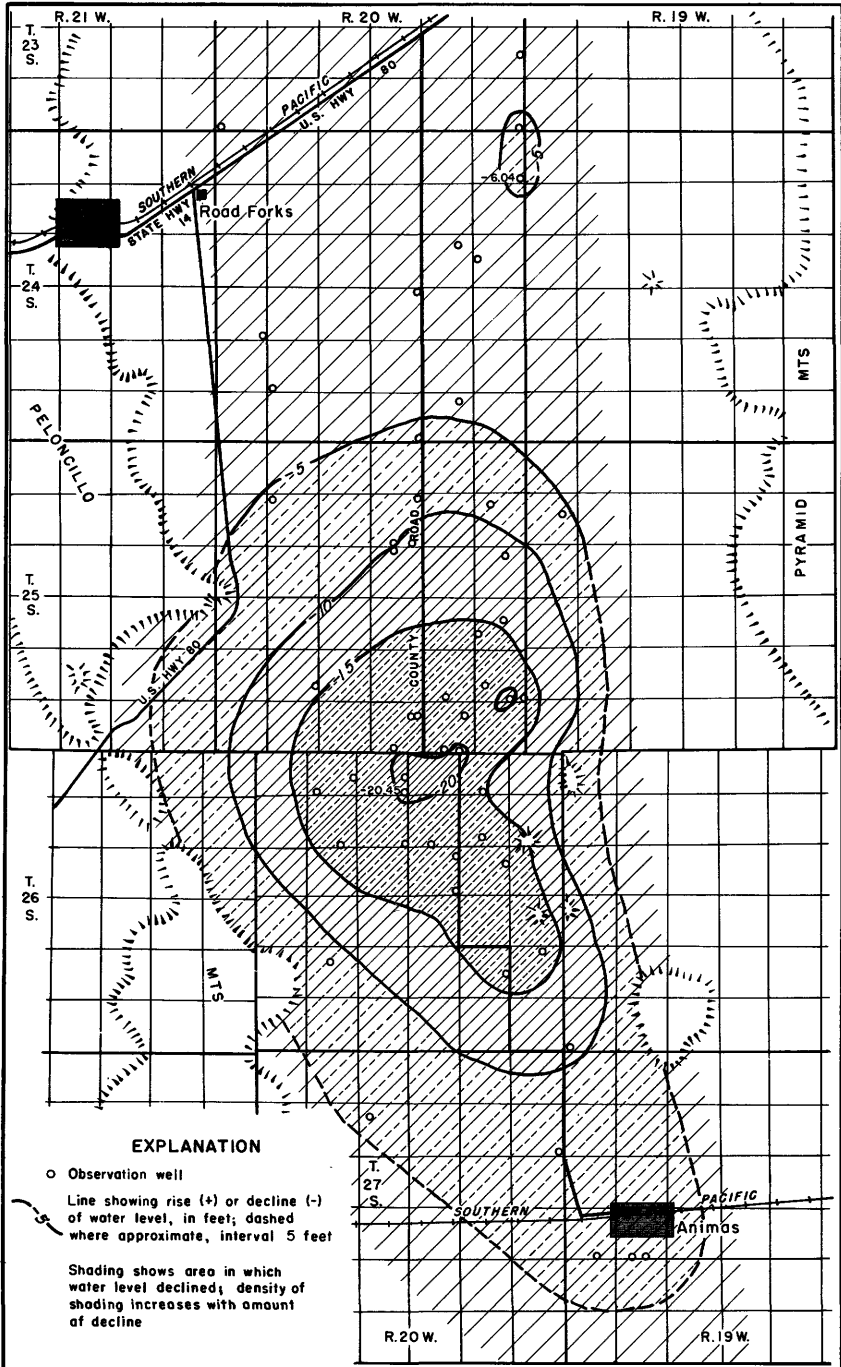 R. 21 W.
R. 20 W.
R. 19 W.
T.
23
S.
PACIFIC
U.S. HWY 80
-5
-6.04
SOUTHERN
STATE HWY
14
Road Forks
T.
24
S.
MTS
PELONCILLO
PYRAMID
-5
ROAD
T.
25
S.
-10
COUNTY
-15
U.S. HWY 80
-20
-20.45
T.
26
S.
MTS
EXPLANATION
Observation well
-5
Line showing rise (+) or decline (-)
of water level, in feet; dashed
where approximate, interval 5 feet
Shading shows area in which
water level declined; density of
shading increases with amount
of decline
T.
27
S.
SOUTHERN
PACIFIC
Animas
R. 20 W.
R. 19 W.